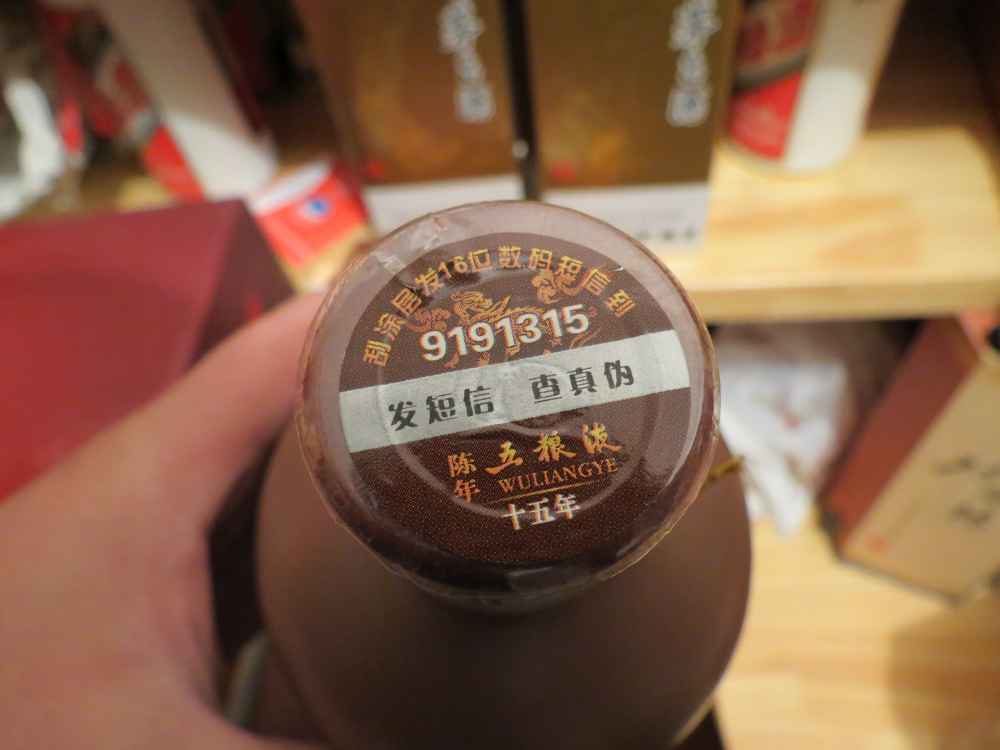 刮涂层发16位数码短信到
9191315
发短信 查真伪
陈年 五粮液
WULIANGYE
十五年